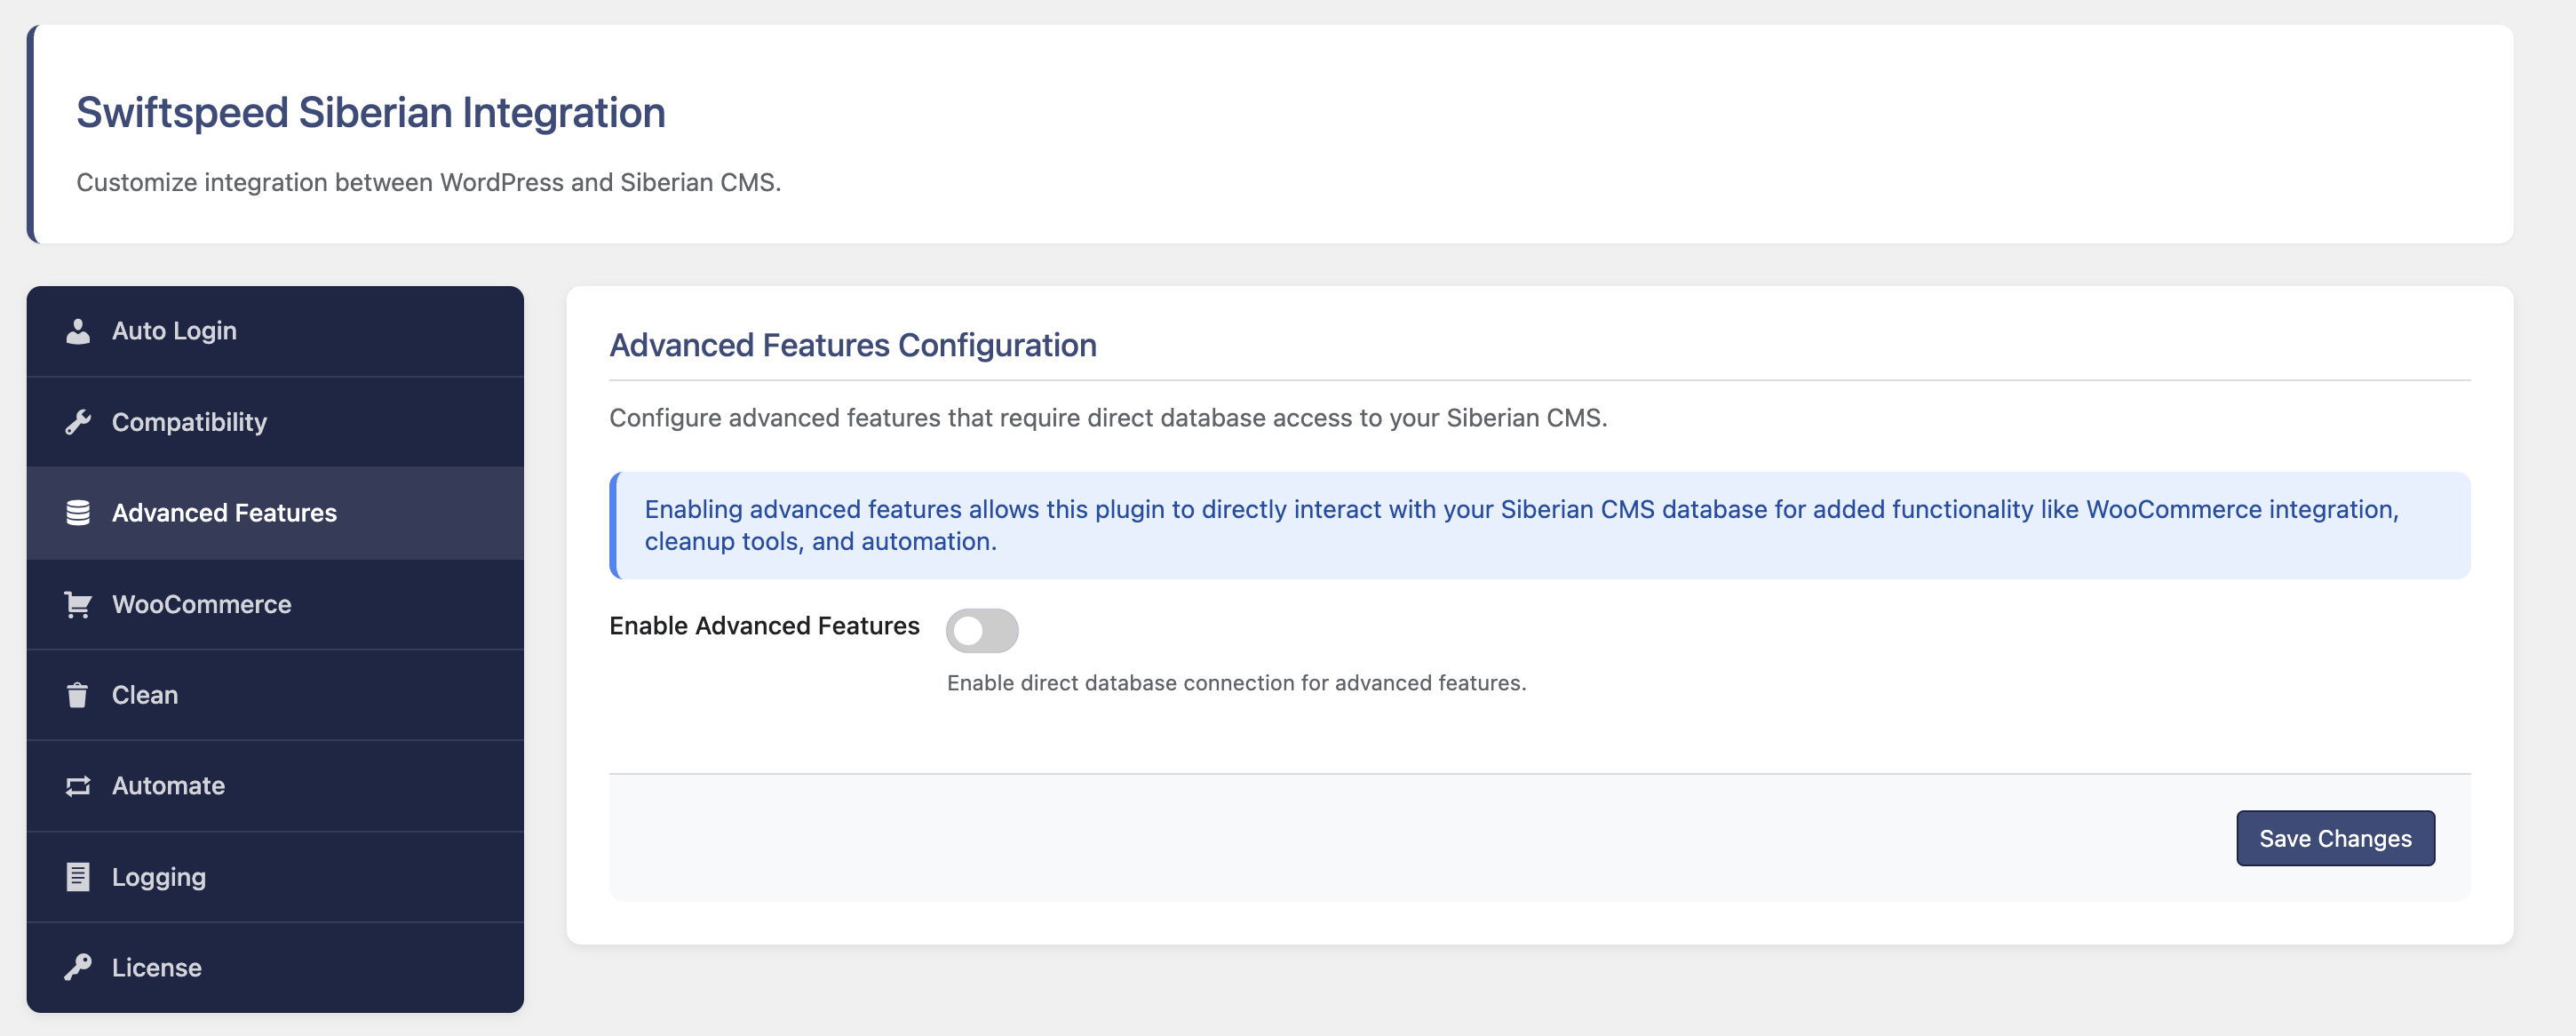 Swiftspeed Siberian Integration
Customize integration between WordPress and Siberian CMS.
Auto Login
Compatibility
Advanced Features
WooCommerce
Clean
Automate
Logging
License
Advanced Features Configuration
Configure advanced features that require direct database access to your Siberian CMS.
Enabling advanced features allows this plugin to directly interact with your Siberian CMS database for added functionality like WooCommerce integration,
cleanup tools, and automation.
Enable Advanced Features
Enable direct database connection for advanced features.
Save Changes